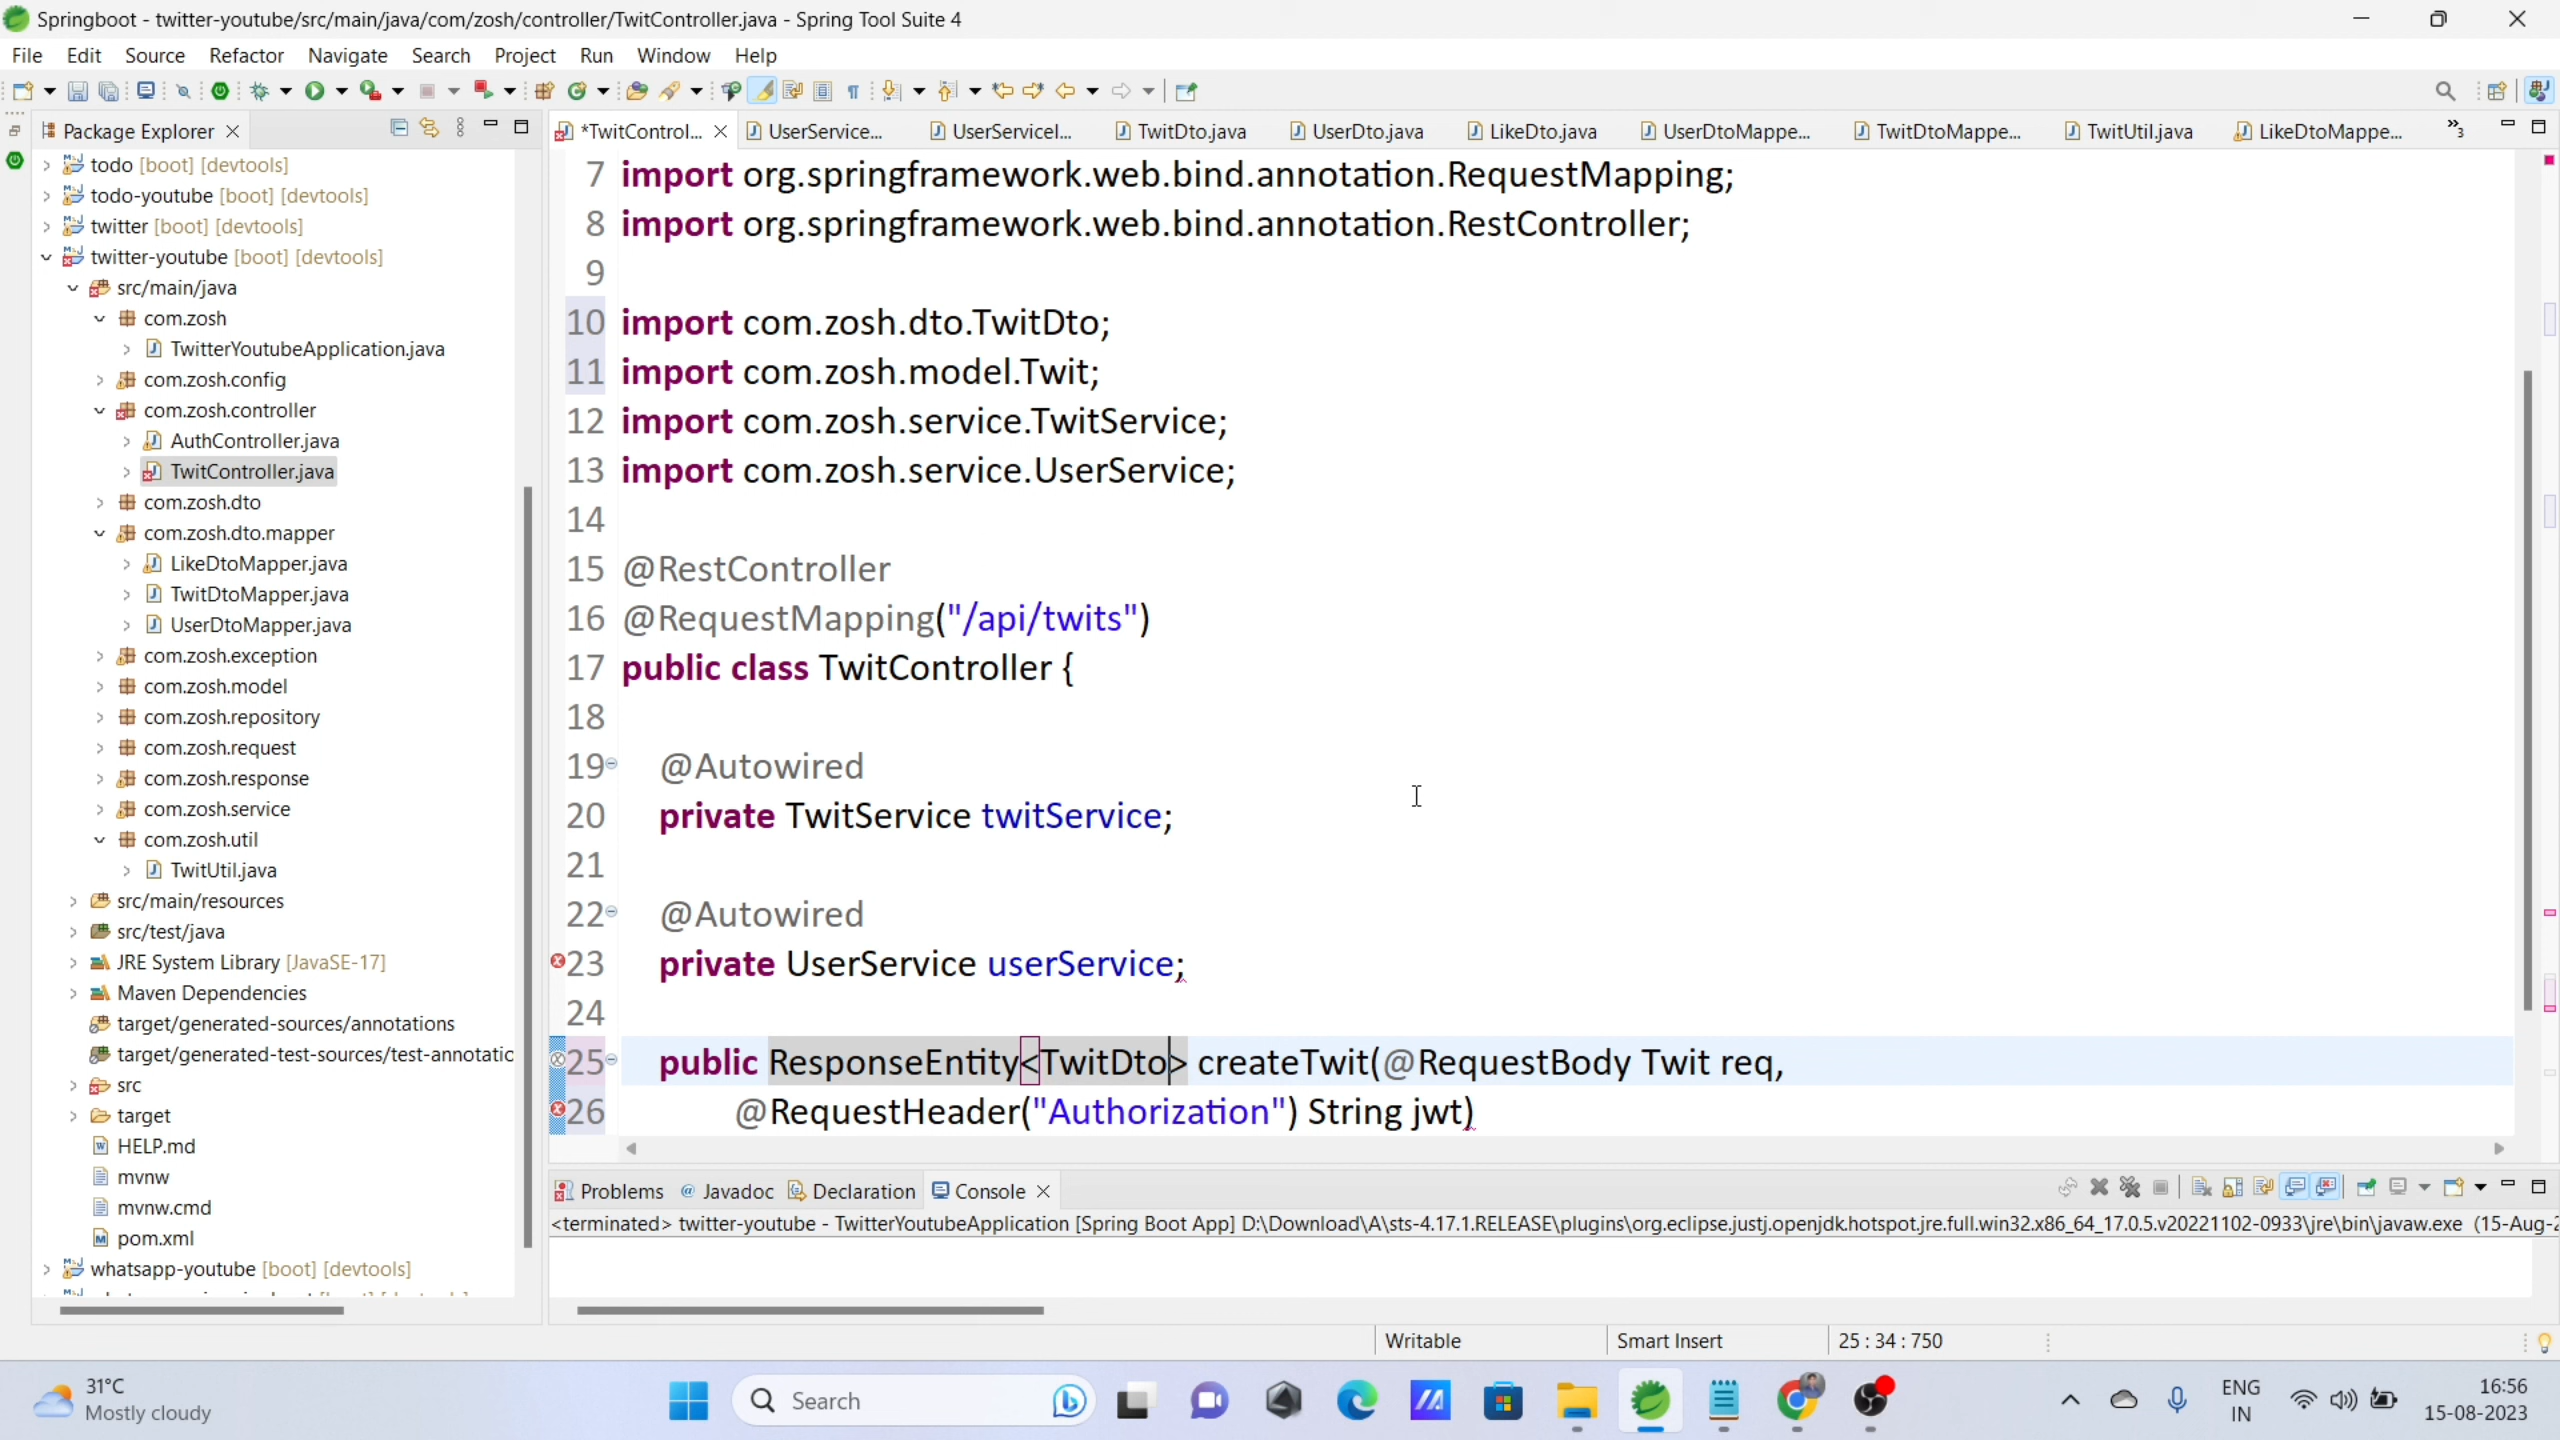 Springboot - twitter-youtube/src/main/java/com/zosh/controller/TwitController.java - Spring Tool Suite 4
File Edit Source Refactor Navigate Search Project Run Window Help
Package Explorer
todo [boot] [devtools]
todo-youtube [boot] [devtools]
twitter [boot] [devtools]
twitter-youtube [boot] [devtools]
src/main/java
com.zosh
TwitterYoutubeApplication.java
com.zosh.config
com.zosh.controller
AuthController.java
TwitController.java
com.zosh.dto
com.zosh.dto.mapper
LikeDtoMapper.java
TwitDtoMapper.java
UserDtoMapper.java
com.zosh.exception
com.zosh.model
com.zosh.repository
com.zosh.request
com.zosh.response
com.zosh.service
com.zosh.util
TwitUtil.java
src/main/resources
src/test/java
JRE System Library [JavaSE-17]
Maven Dependencies
target/generated-sources/annotations
target/generated-test-sources/test-annotatic
src
target
HELP.md
mvnw
mvnw.cmd
pom.xml
whatsapp-youtube [boot] [devtools]
*TwitControl... UserService... UserServiceI... TwitDto.java UserDto.java LikeDto.java UserDtoMappe... TwitDtoMappe... TwitUtil.java LikeDtoMappe... »3
7 import org.springframework.web.bind.annotation.RequestMapping;
8 import org.springframework.web.bind.annotation.RestController;
9
10 import com.zosh.dto.TwitDto;
11 import com.zosh.model.Twit;
12 import com.zosh.service.TwitService;
13 import com.zosh.service.UserService;
14
15 @RestController
16 @RequestMapping("/api/twits")
17 public class TwitController {
18
19 @Autowired
20 private TwitService twitService;
21
22 @Autowired
23 private UserService userService;
24
25 public ResponseEntity<TwitDto> createTwit(@RequestBody Twit req,
26 @RequestHeader("Authorization") String jwt)
Problems @ Javadoc Declaration Console
<terminated> twitter-youtube - TwitterYoutubeApplication [Spring Boot App] D:\Download\A\sts-4.17.1.RELEASE\plugins\org.eclipse.justj.openjdk.hotspot.jre.full.win32.x86_64_17.0.5.v20221102-0933\jre\bin\javaw.exe (15-Aug-2
Writable Smart Insert 25 : 34 : 750
31°C
Mostly cloudy
Search
ENG
IN
16:56
15-08-2023